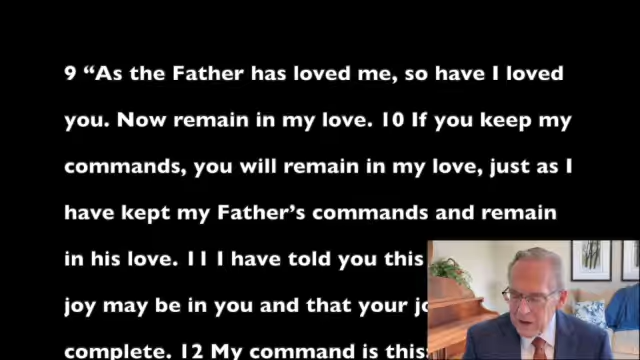 9 “As the Father has loved me, so have I loved
you. Now remain in my love. 10 If you keep my
commands, you will remain in my love, just as I
have kept my Father’s commands and remain
in his love. 11 I have told you this
joy may be in you and that your
complete. 12 My command is this: